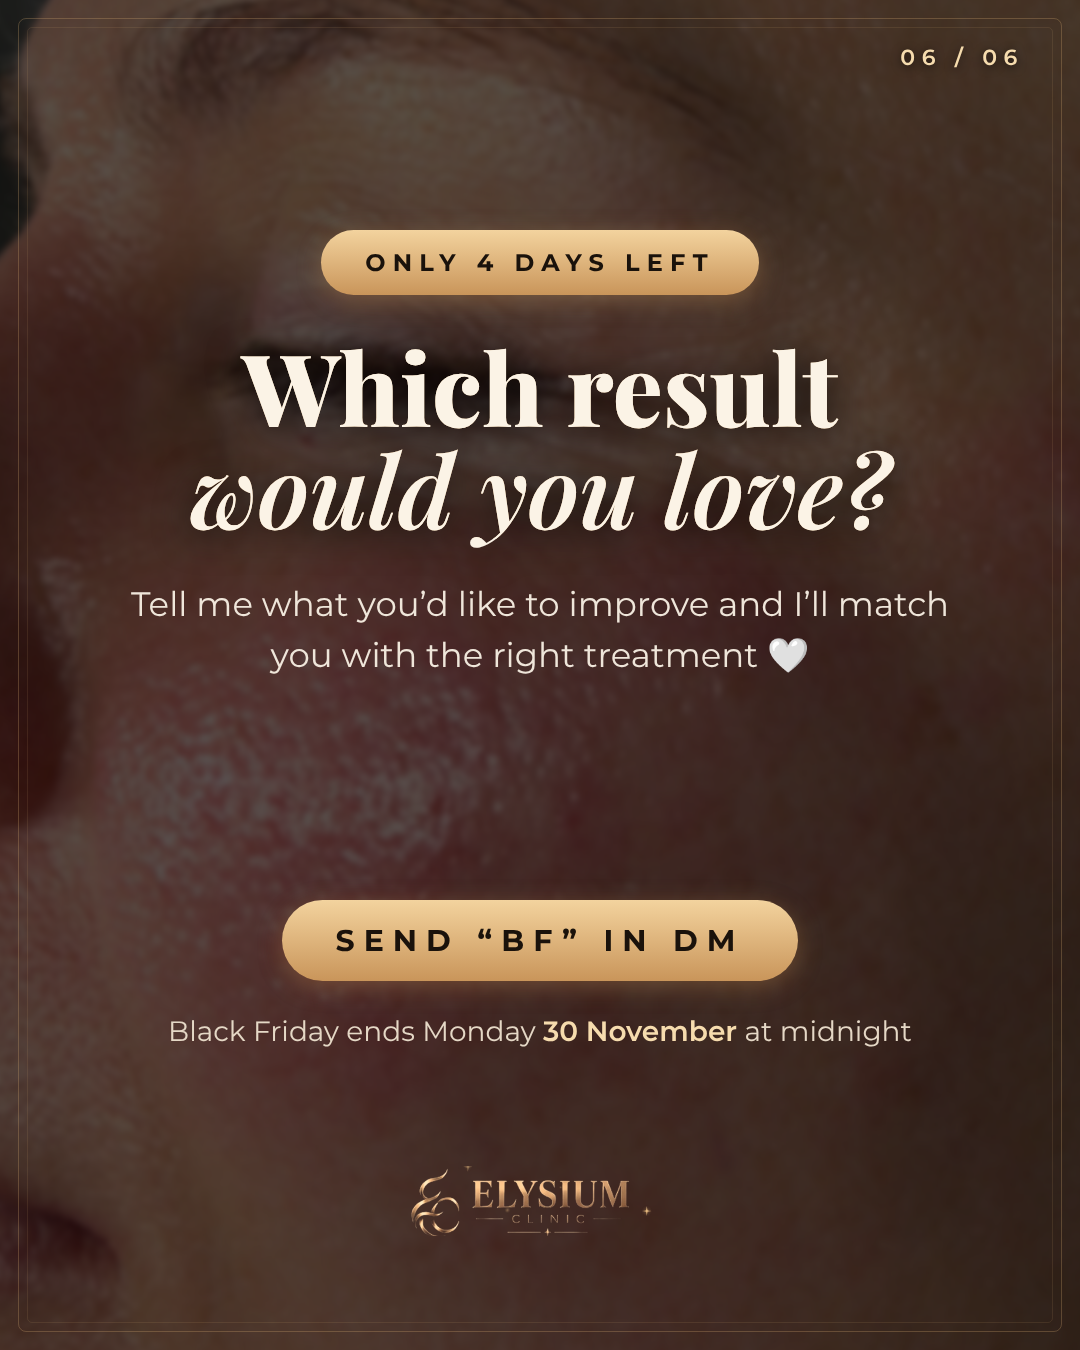 06 / 06
ONLY 4 DAYS LEFT
Which result
would you love?
Tell me what you’d like to improve and I’ll match
you with the right treatment 🤍
SEND “BF” IN DM
Black Friday ends Monday 30 November at midnight
ELYSIUM
CLINIC